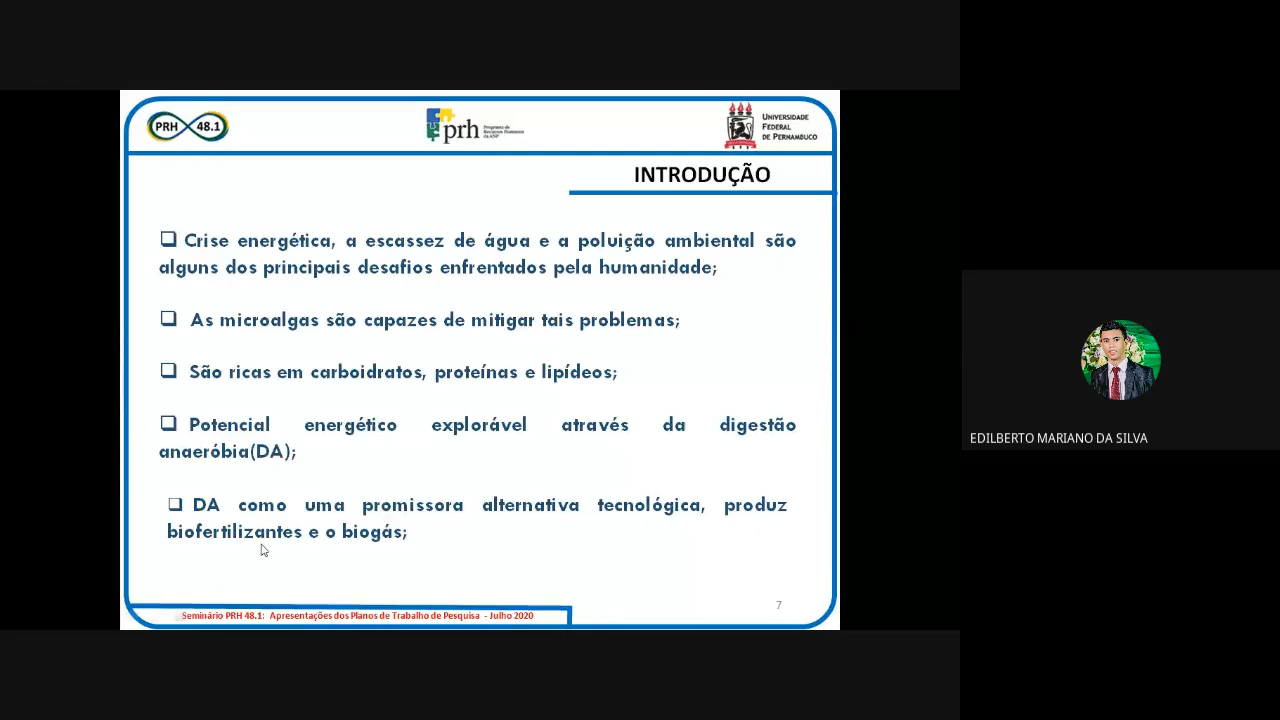 PRH 48.1
prh Programa de
Recursos Humanos
da ANP
UNIVERSIDADE
FEDERAL
DE PERNAMBUCO
INTRODUÇÃO
❑ Crise energética, a escassez de água e a poluição ambiental são
alguns dos principais desafios enfrentados pela humanidade;
❑ As microalgas são capazes de mitigar tais problemas;
❑ São ricas em carboidratos, proteínas e lipídeos;
❑ Potencial energético explorável através da digestão
anaeróbia(DA);
❑ DA como uma promissora alternativa tecnológica, produz
biofertilizantes e o biogás;
EDILBERTO MARIANO DA SILVA
7
Seminário PRH 48.1: Apresentações dos Planos de Trabalho de Pesquisa - Julho 2020